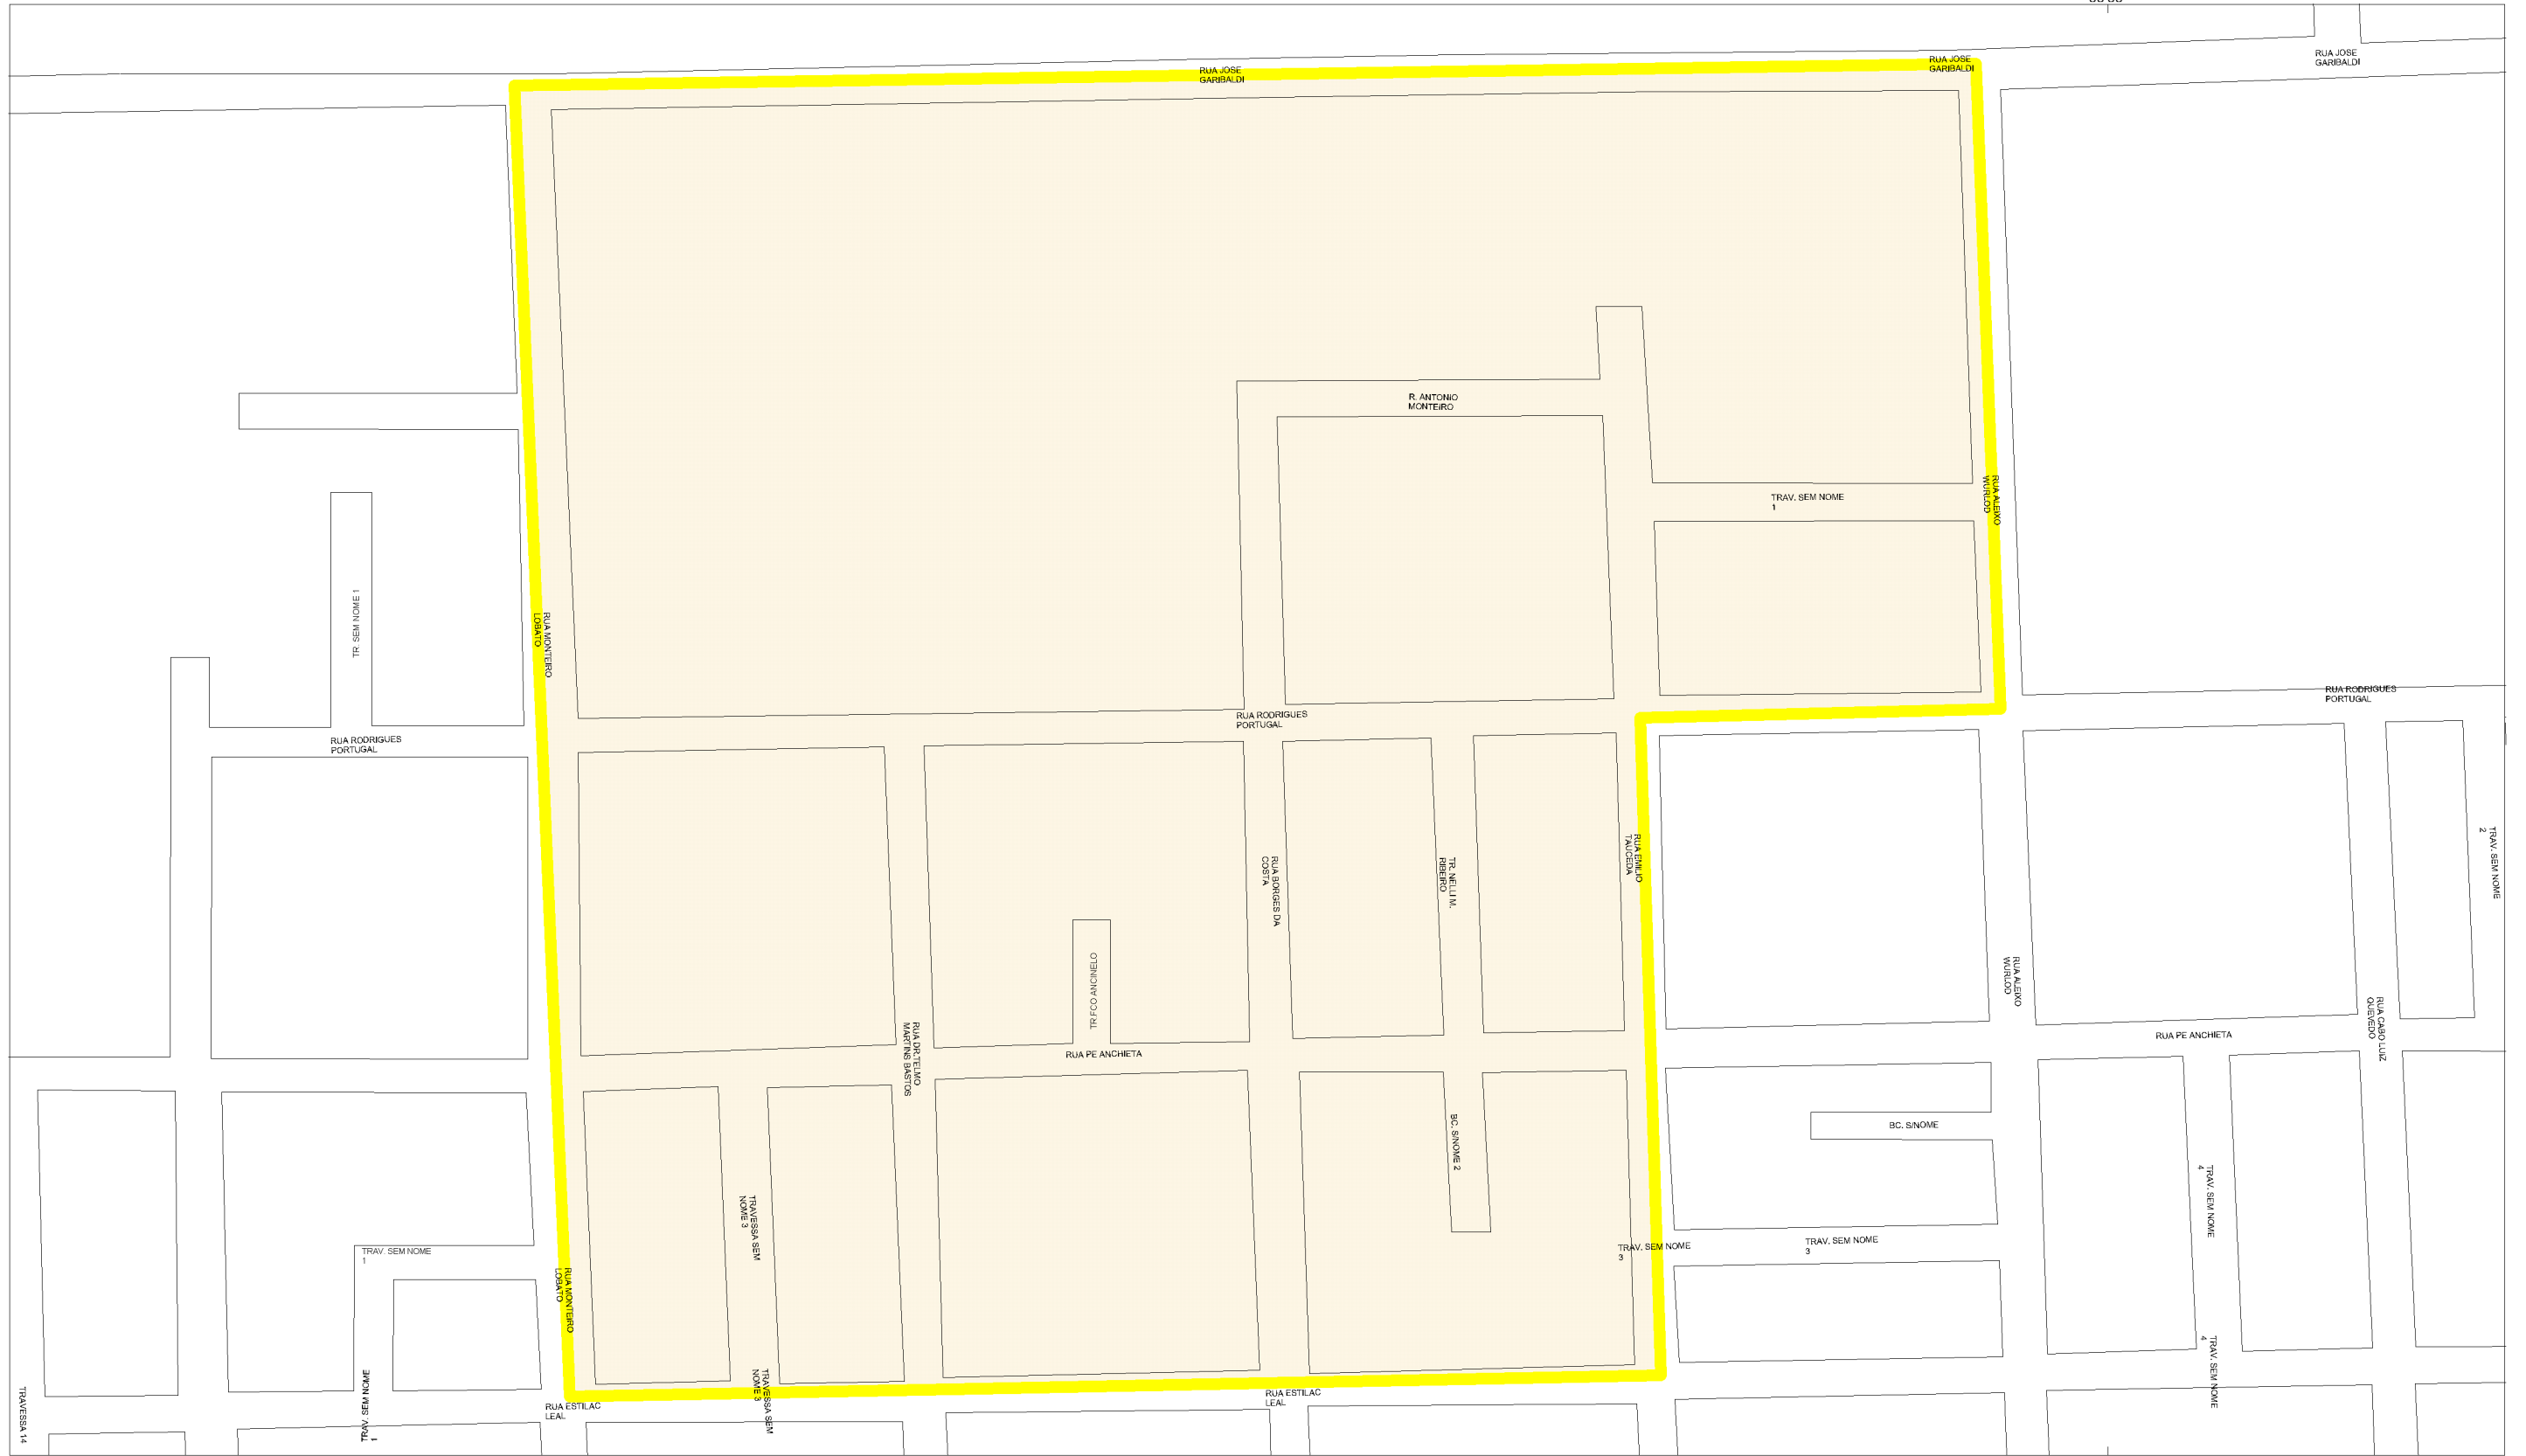 RUA JOSE
GARIBALDI
RUA JOSE
GARIBALDI
RUA JOSE
GARIBALDI
R. ANTONIO
MONTEIRO
TRAV. SEM NOME
1
RUA ALEIXO
WURLOD
TR. SEM NOME 1
RUA MONTEIRO
LOBATO
RUA RODRIGUES
PORTUGAL
RUA RODRIGUES
PORTUGAL
RUA RODRIGUES
PORTUGAL
RUA BORGES DA
COSTA
TR. NELLI M.
RIBEIRO
RUA EMILIO
TAUCEDA
TRAV. SEM NOME
2
TR.FCO ANCINELO
RUA ALEIXO
WURLOD
RUA CABO LUIZ
QUEVEDO
RUA DR.TELMO
MARTINS BASTOS
RUA PE ANCHIETA
RUA PE ANCHIETA
BC. S/NOME 2
BC. S/NOME
TRAVESSA SEM
NOME 3
TRAV. SEM NOME
4
TRAV. SEM NOME
1
TRAV. SEM NOME
3
TRAV. SEM NOME
3
RUA MONTEIRO
LOBATO
TRAV. SEM NOME
4
TRAVESSA 14
TRAV. SEM NOME
1
TRAVESSA SEM
NOME 3
RUA ESTILAC
LEAL
RUA ESTILAC
LEAL